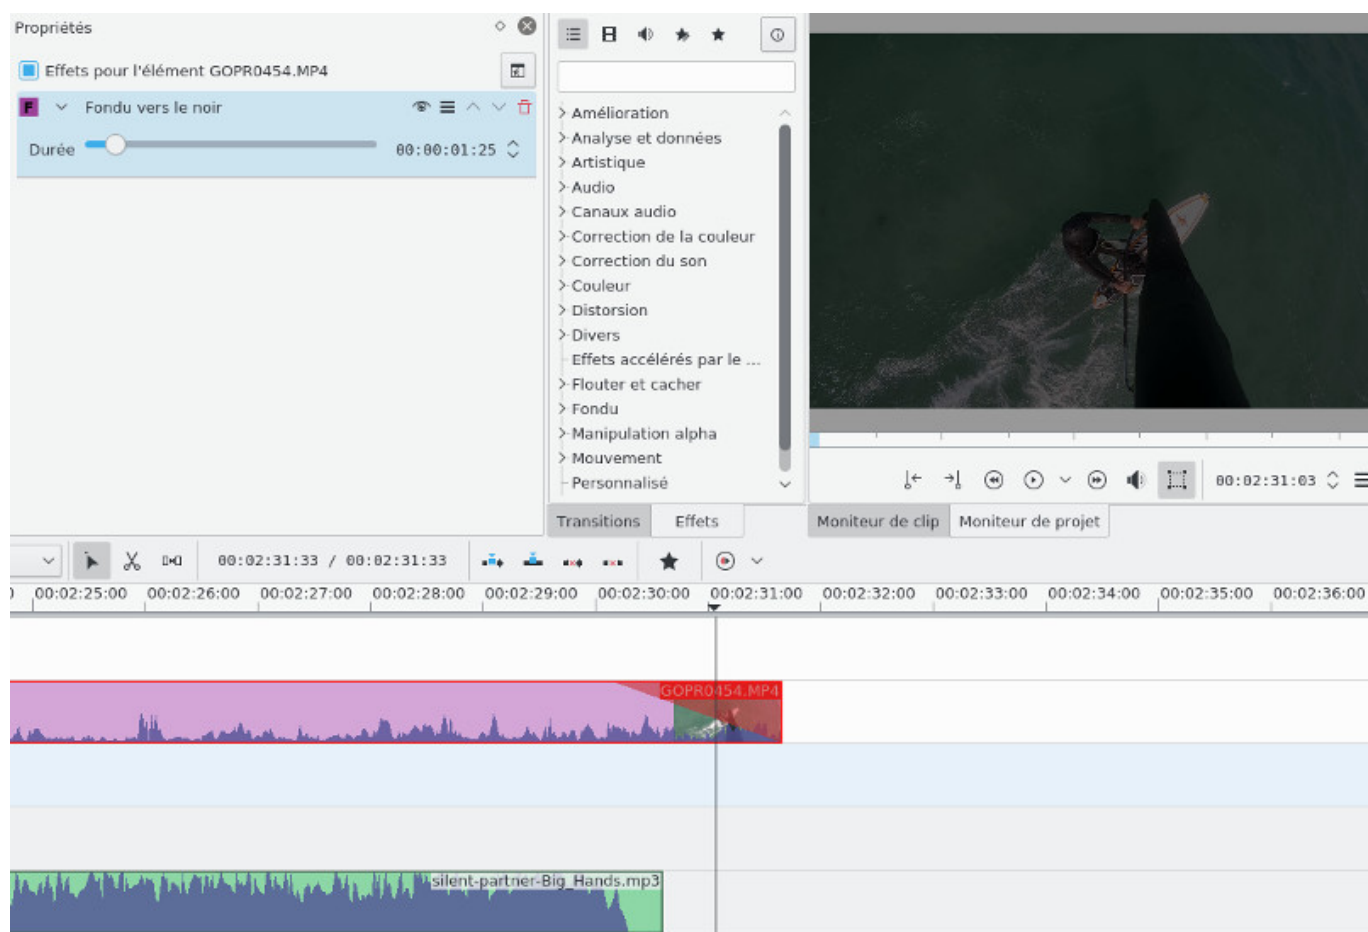 Propriétés
Effets pour l'élément GOPR0454.MP4
F
Fondu vers le noir
Durée
00:00:01:25
Amélioration
Analyse et données
Artistique
Audio
Canaux audio
Correction de la couleur
Correction du son
Couleur
Distorsion
Divers
Effets accélérés par le ...
Flouter et cacher
Fondu
Manipulation alpha
Mouvement
Personnalisé
Transitions
Effets
00:02:31:03
Moniteur de clip
Moniteur de projet
00:02:31:33 / 00:02:31:33
00:02:25:00
00:02:26:00
00:02:27:00
00:02:28:00
00:02:29:00
00:02:30:00
00:02:31:00
00:02:32:00
00:02:33:00
00:02:34:00
00:02:35:00
00:02:36:00
GOPR0454.MP4
silent-partner-Big_Hands.mp3